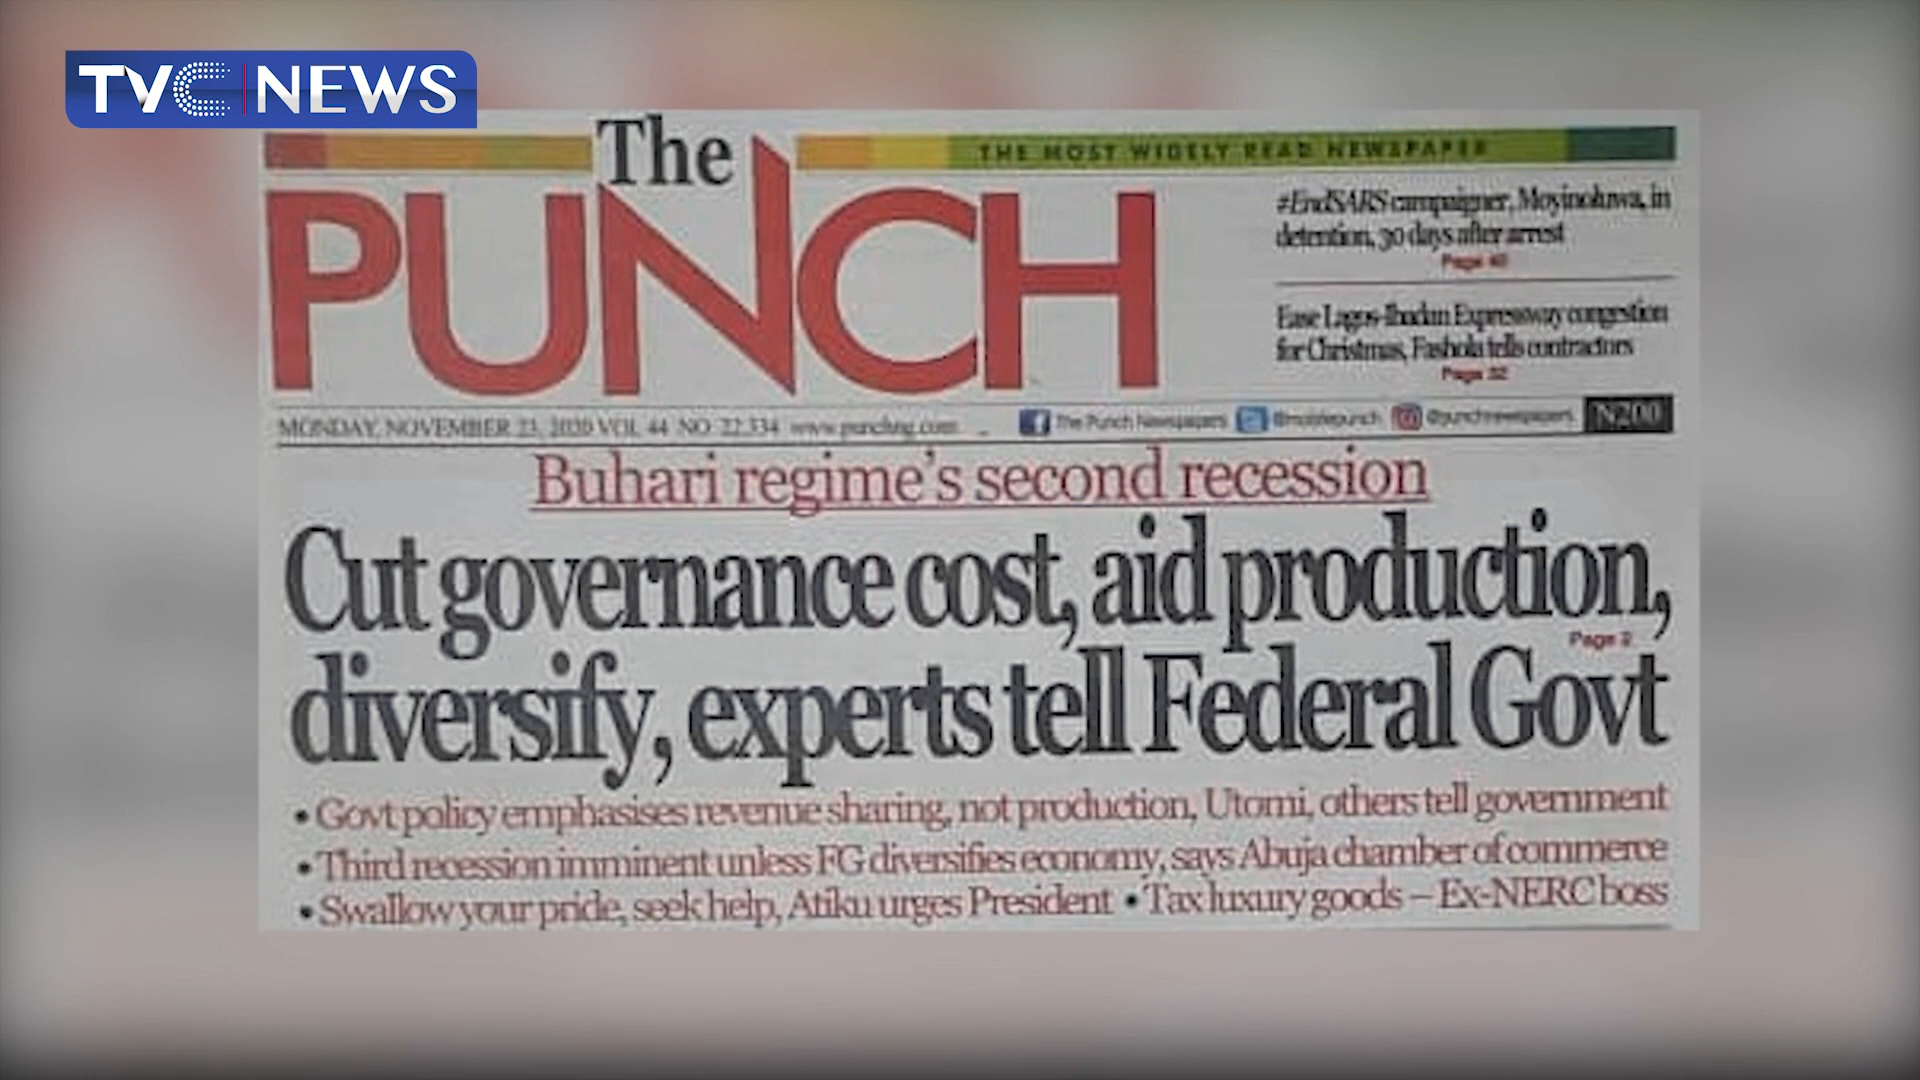 TVC NEWS
The
PUNCH
THE MOST WIDELY READ NEWSPAPER
#EndSARS campaigner, Moyinoluwa, in
detention, 30 days after arrest
Page 40
Ease Lagos-Ibadan Expressway congestion
for Christmas, Fashola tells contractors
Page 32
MONDAY, NOVEMBER 23, 2020 VOL 44 NO 22,334 www.punchng.com
The Punch Newspapers @mobilepunch @punchnewspapers N200
Buhari regime's second recession
Cut governance cost, aid production,
Page 2
diversify, experts tell Federal Govt
• Govt policy emphasises revenue sharing, not production, Utomi, others tell government
• Third recession imminent unless FG diversifies economy, says Abuja chamber of commerce
• Swallow your pride, seek help, Atiku urges President • Tax luxury goods – Ex-NERC boss